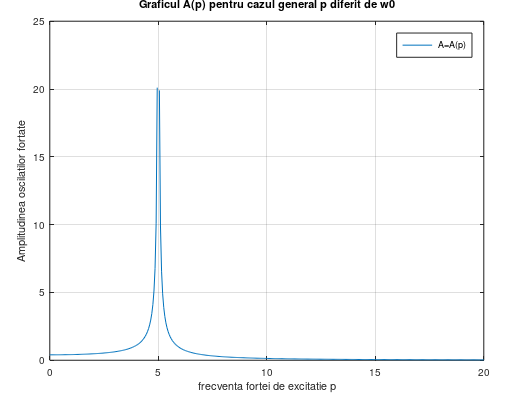 Graficul A(p) pentru cazul general p diferit de w0
25
20
15
10
5
0
0 5 10 15 20
Amplitudinea oscilatilor fortate
frecventa fortei de excitatie p
A=A(p)